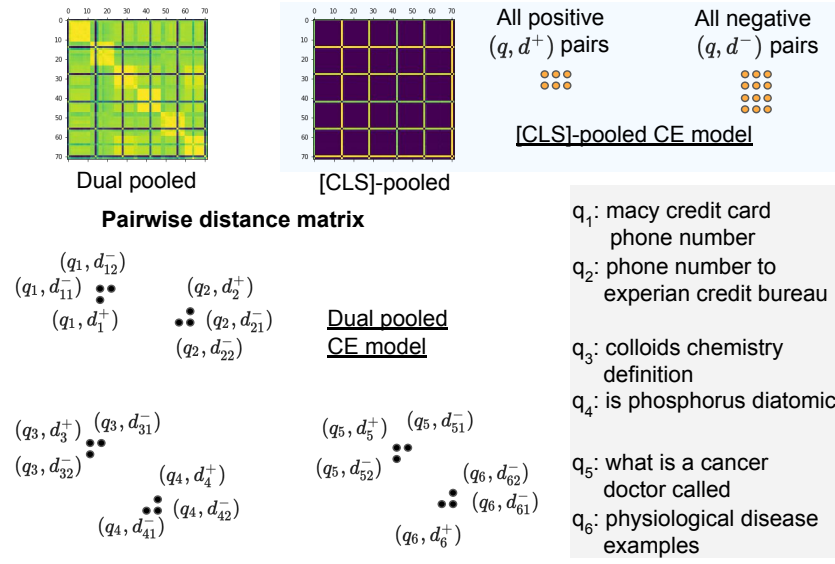 0 10 20 30 40 50 60 70
0
10
20
30
40
50
60
70
Dual pooled
0 10 20 30 40 50 60 70
0
10
20
30
40
50
60
70
[CLS]-pooled
Pairwise distance matrix
All positive
(q, d⁺) pairs
All negative
(q, d⁻) pairs
[CLS]-pooled CE model
(q₁, d₁₂⁻)
(q₁, d₁₁⁻)
(q₁, d₁⁺)
(q₂, d₂⁺)
(q₂, d₂₁⁻)
(q₂, d₂₂⁻)
Dual pooled
CE model
(q₃, d₃⁺) (q₃, d₃₁⁻)
(q₃, d₃₂⁻)
(q₄, d₄⁺)
(q₄, d₄₂⁻)
(q₄, d₄₁⁻)
(q₅, d₅⁺) (q₅, d₅₁⁻)
(q₅, d₅₂⁻)
(q₆, d₆₂⁻)
(q₆, d₆₁⁻)
(q₆, d₆⁺)
q₁: macy credit card
phone number
q₂: phone number to
experian credit bureau
q₃: colloids chemistry
definition
q₄: is phosphorus diatomic
q₅: what is a cancer
doctor called
q₆: physiological disease
examples